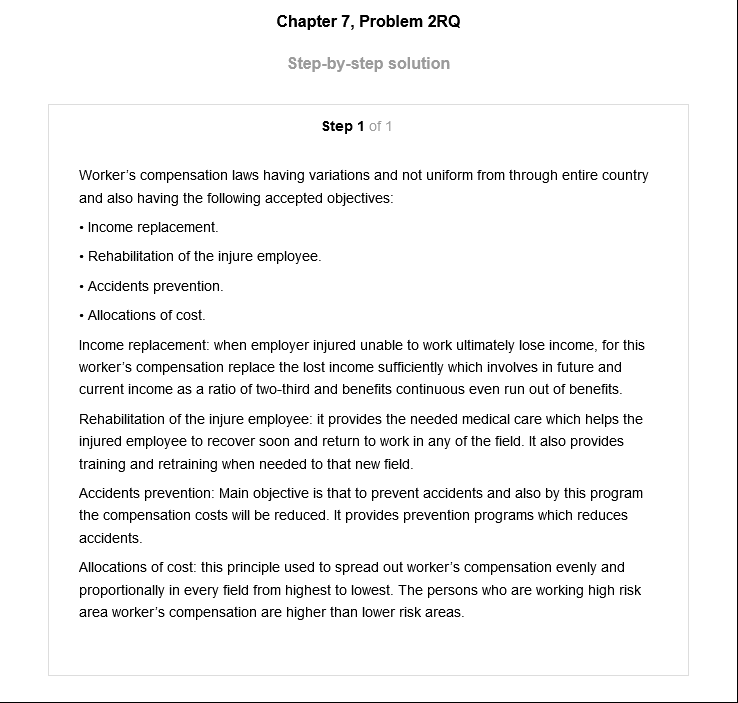 Chapter 7, Problem 2RQ
Step-by-step solution
Step 1 of 1
Worker's compensation laws having variations and not uniform from through entire country
and also having the following accepted objectives:
• Income replacement.
• Rehabilitation of the injure employee.
• Accidents prevention.
• Allocations of cost.
Income replacement: when employer injured unable to work ultimately lose income, for this
worker's compensation replace the lost income sufficiently which involves in future and
current income as a ratio of two-third and benefits continuous even run out of benefits.
Rehabilitation of the injure employee: it provides the needed medical care which helps the
injured employee to recover soon and return to work in any of the field. It also provides
training and retraining when needed to that new field.
Accidents prevention: Main objective is that to prevent accidents and also by this program
the compensation costs will be reduced. It provides prevention programs which reduces
accidents.
Allocations of cost: this principle used to spread out worker's compensation evenly and
proportionally in every field from highest to lowest. The persons who are working high risk
area worker's compensation are higher than lower risk areas.